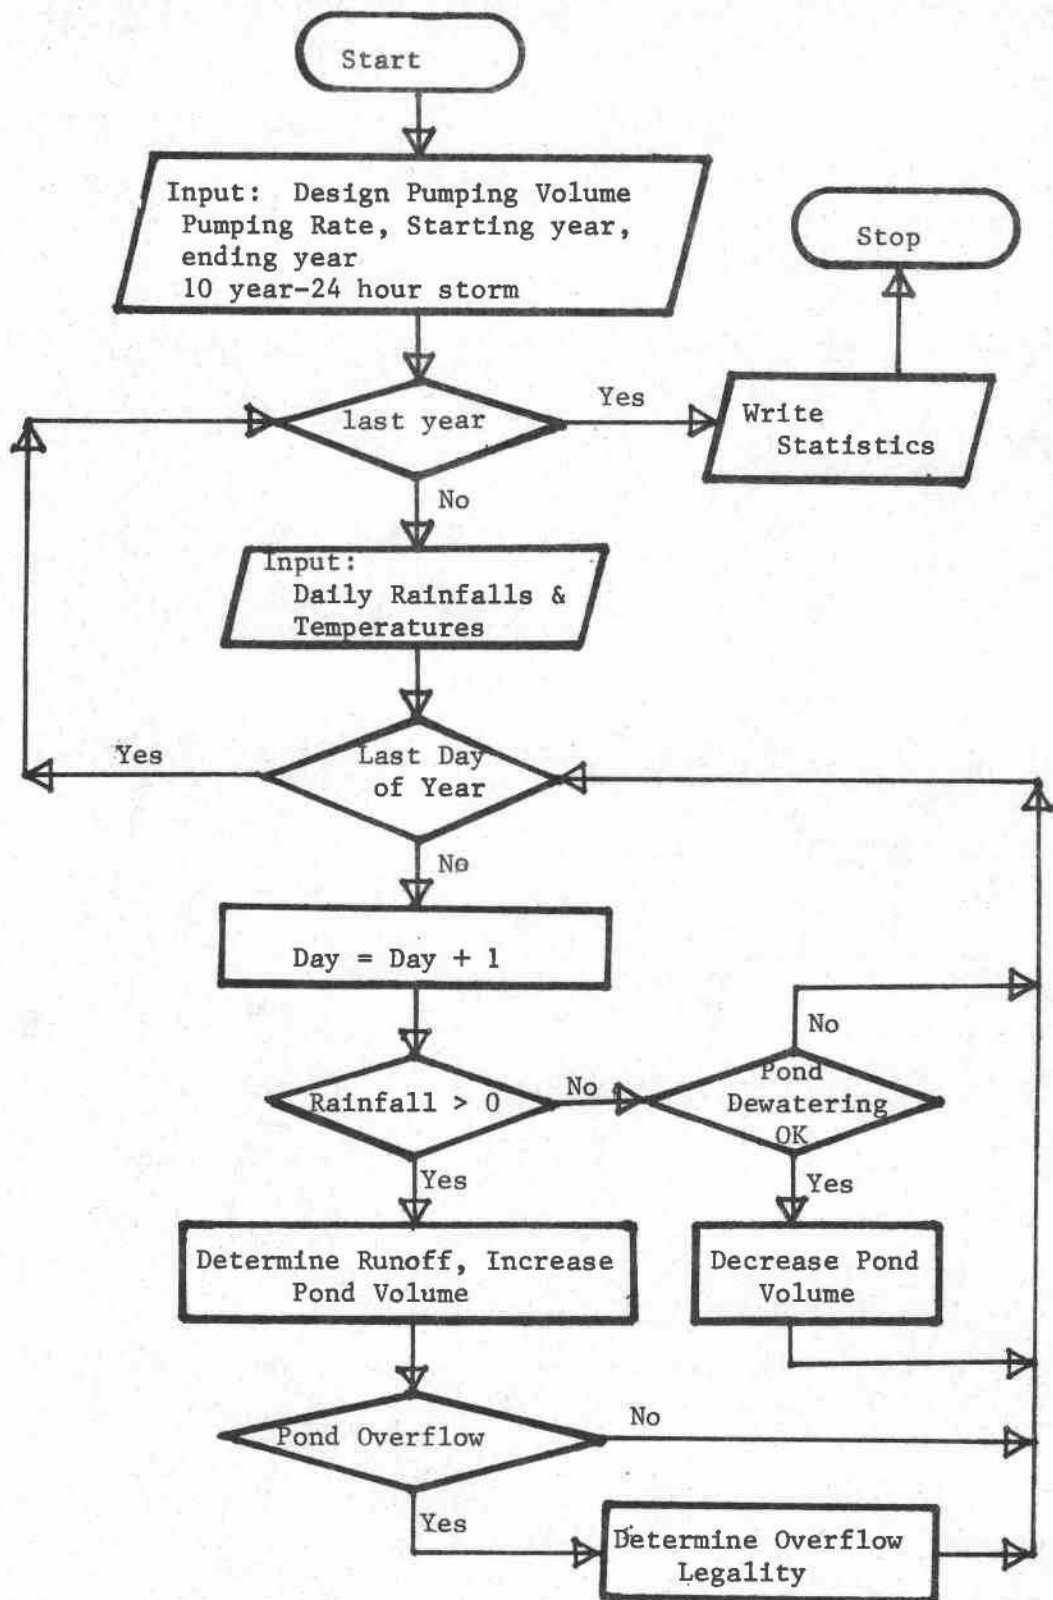 Start
Input: Design Pumping Volume
Pumping Rate, Starting year,
ending year
10 year-24 hour storm
Stop
last year
Yes
Write
Statistics
No
Input:
Daily Rainfalls &
Temperatures
Yes
Last Day
of Year
No
Day = Day + 1
No
Rainfall > 0
No
Pond
Dewatering
OK
Yes
Yes
Determine Runoff, Increase
Pond Volume
Decrease Pond
Volume
Pond Overflow
No
Yes
Determine Overflow
Legality